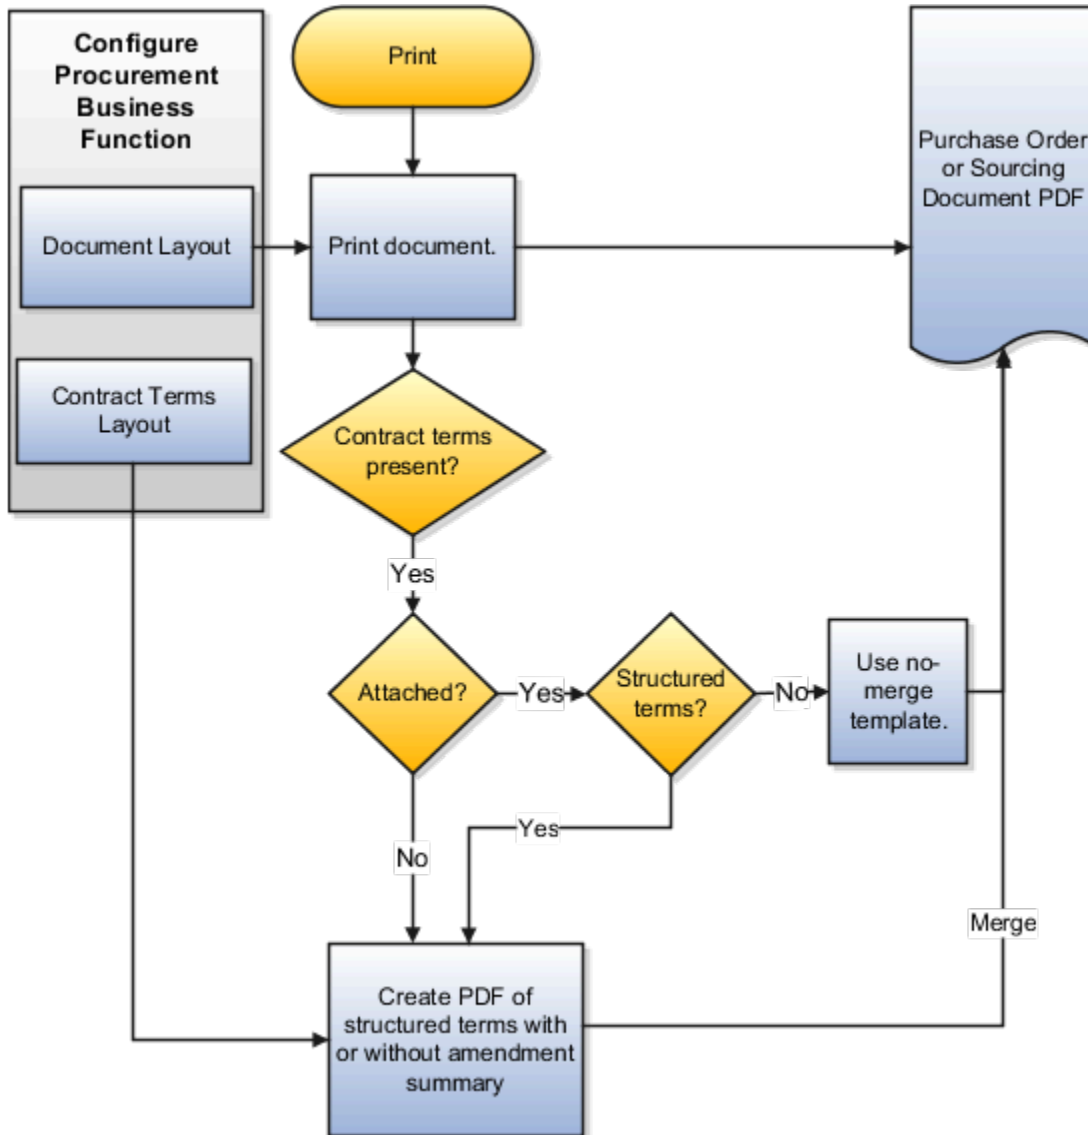 Configure
Procurement
Business
Function
Print
Purchase Order
or Sourcing
Document PDF
Document Layout
Print document.
Contract Terms
Layout
Contract terms
present?
Yes
Attached?
Yes
Structured
terms?
No
Use no-
merge
template.
Yes
No
Merge
Create PDF of
structured terms with
or without amendment
summary